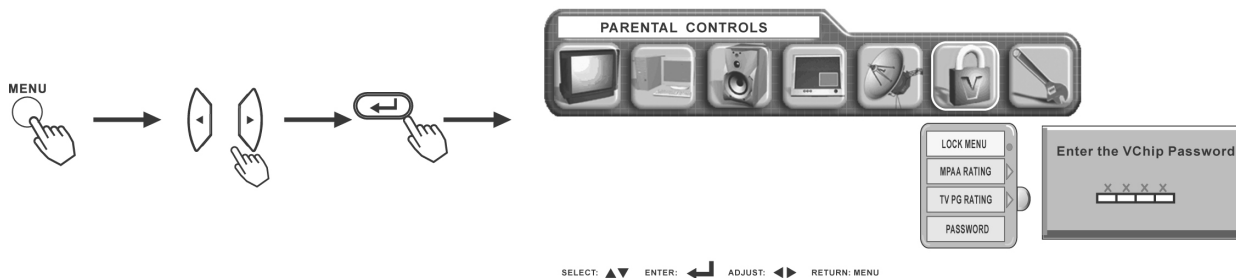 MENU
PARENTAL CONTROLS
V
LOCK MENU
MPAA RATING
TV PG RATING
PASSWORD
Enter the VChip Password
X X X X
SELECT: ▲▼ ENTER: ↵ ADJUST: ◀▶ RETURN: MENU